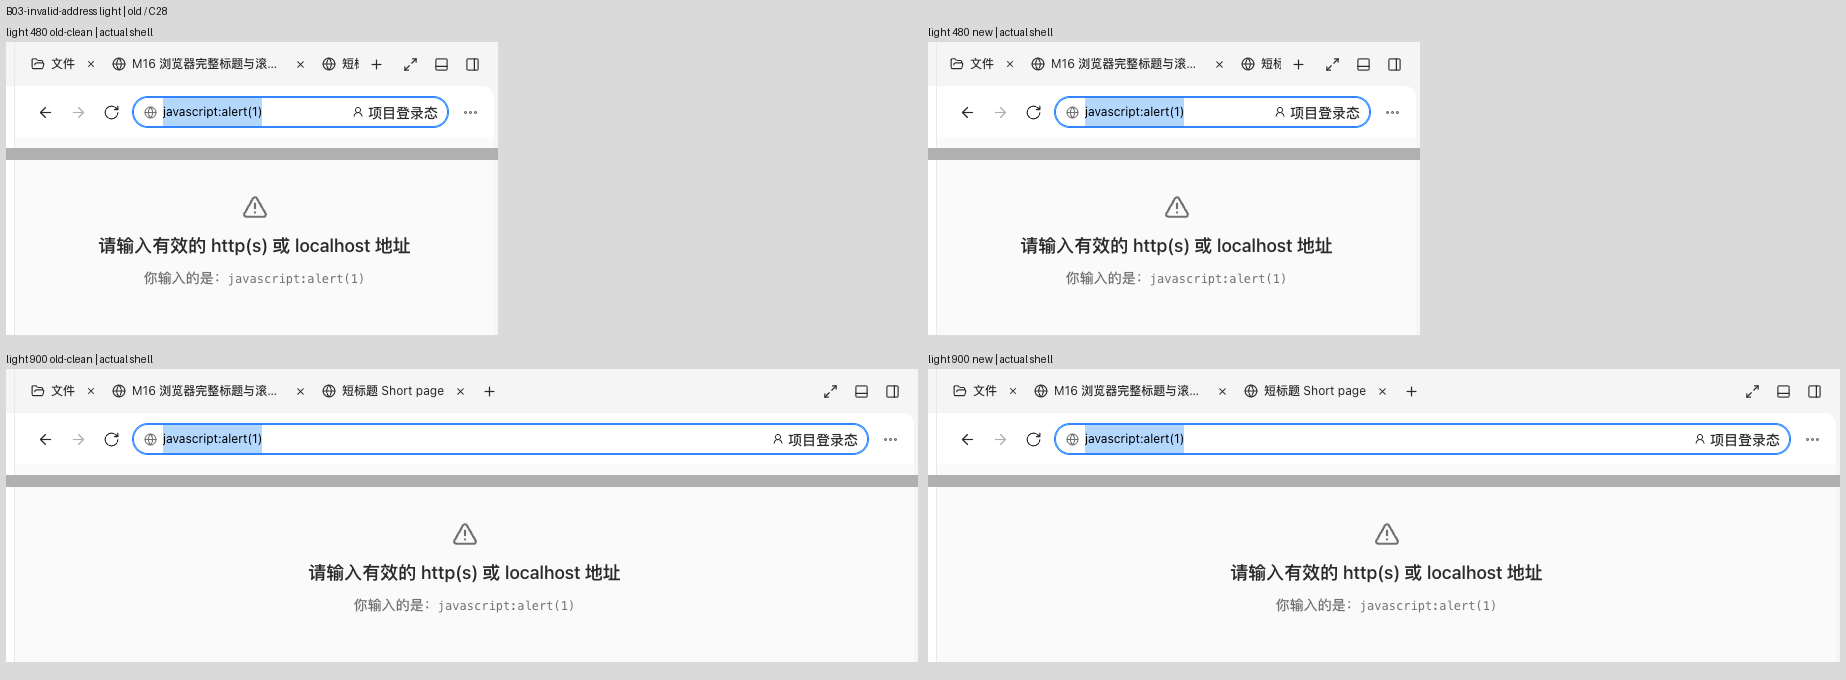 B03-invalid-address light | old / C28
light 480 old-clean | actual shell
文件 × M16 浏览器完整标题与滚... × 短标
javascript:alert(1) 项目登录态
请输入有效的 http(s) 或 localhost 地址
你输入的是: javascript:alert(1)
light 480 new | actual shell
文件 × M16 浏览器完整标题与滚... × 短标
javascript:alert(1) 项目登录态
请输入有效的 http(s) 或 localhost 地址
你输入的是: javascript:alert(1)
light 900 old-clean | actual shell
文件 × M16 浏览器完整标题与滚... × 短标题 Short page ×
javascript:alert(1) 项目登录态
请输入有效的 http(s) 或 localhost 地址
你输入的是: javascript:alert(1)
light 900 new | actual shell
文件 × M16 浏览器完整标题与滚... × 短标题 Short page ×
javascript:alert(1) 项目登录态
请输入有效的 http(s) 或 localhost 地址
你输入的是: javascript:alert(1)